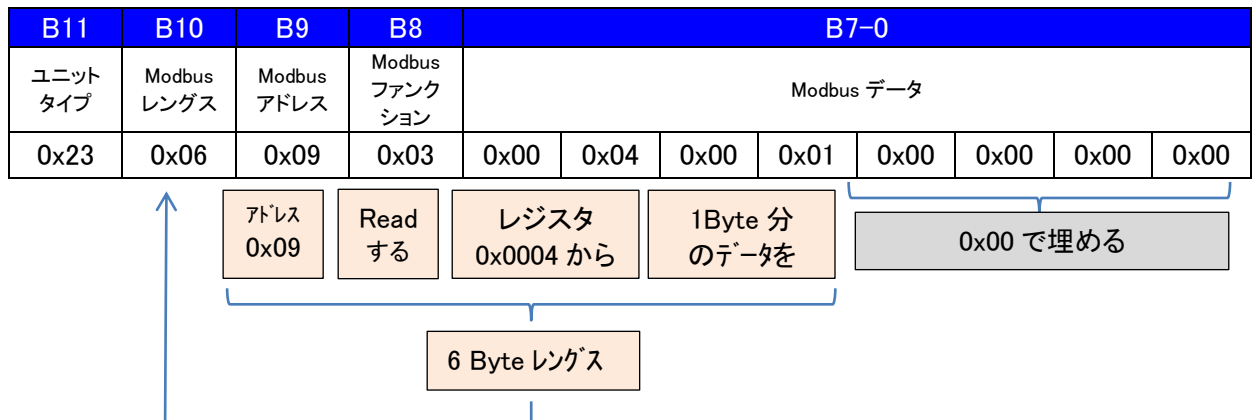 B11 B10 B9 B8 B7-0
ユニット
タイプ
Modbus
レングス
Modbus
アドレス
Modbus
ファンク
ション
Modbus データ
0x23 0x06 0x09 0x03 0x00 0x04 0x00 0x01 0x00 0x00 0x00 0x00
ｱﾄﾞﾚｽ
0x09
Read
する
レジスタ
0x0004 から
1Byte 分
のﾃﾞｰﾀを
0x00 で埋める
6 Byte ﾚﾝｸﾞｽ